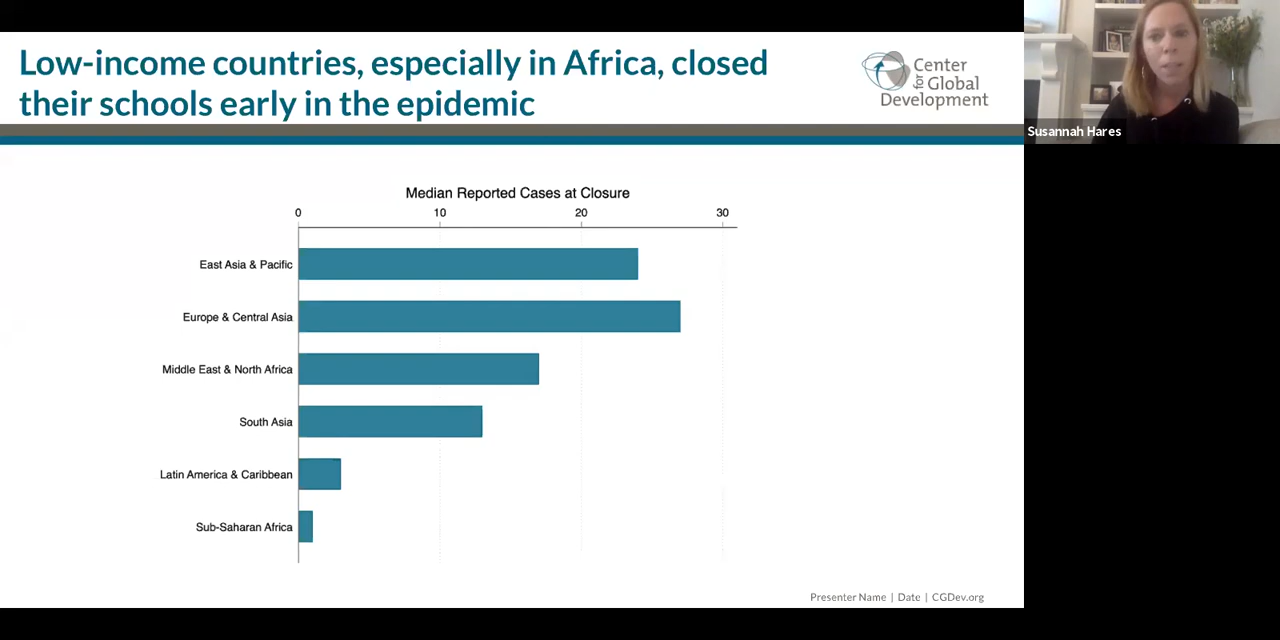 Low-income countries, especially in Africa, closed
their schools early in the epidemic
Center
for Global
Development
Susannah Hares
Median Reported Cases at Closure
0 10 20 30
East Asia & Pacific
Europe & Central Asia
Middle East & North Africa
South Asia
Latin America & Caribbean
Sub-Saharan Africa
Presenter Name | Date | CGDev.org